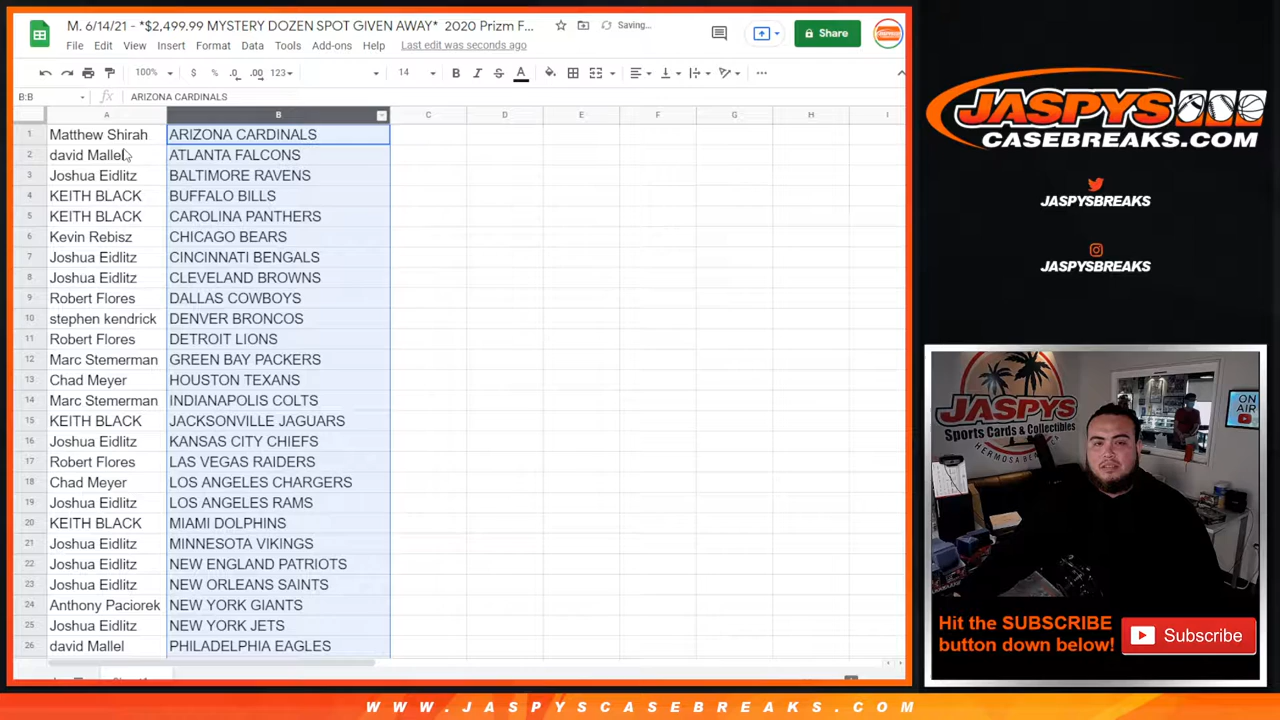 M. 6/14/21 - *$2,499.99 MYSTERY DOZEN SPOT GIVEN AWAY* 2020 Prizm F...
Saving...
File Edit View Insert Format Data Tools Add-ons Help Last edit was seconds ago
Share
100% $ % .0 .00 123 14 B I S A
B:B fx ARIZONA CARDINALS
A B C D E F G H I
1 Matthew Shirah ARIZONA CARDINALS
2 david Mallel ATLANTA FALCONS
3 Joshua Eidlitz BALTIMORE RAVENS
4 KEITH BLACK BUFFALO BILLS
5 KEITH BLACK CAROLINA PANTHERS
6 Kevin Rebisz CHICAGO BEARS
7 Joshua Eidlitz CINCINNATI BENGALS
8 Joshua Eidlitz CLEVELAND BROWNS
9 Robert Flores DALLAS COWBOYS
10 stephen kendrick DENVER BRONCOS
11 Robert Flores DETROIT LIONS
12 Marc Stemerman GREEN BAY PACKERS
13 Chad Meyer HOUSTON TEXANS
14 Marc Stemerman INDIANAPOLIS COLTS
15 KEITH BLACK JACKSONVILLE JAGUARS
16 Joshua Eidlitz KANSAS CITY CHIEFS
17 Robert Flores LAS VEGAS RAIDERS
18 Chad Meyer LOS ANGELES CHARGERS
19 Joshua Eidlitz LOS ANGELES RAMS
20 KEITH BLACK MIAMI DOLPHINS
21 Joshua Eidlitz MINNESOTA VIKINGS
22 Joshua Eidlitz NEW ENGLAND PATRIOTS
23 Joshua Eidlitz NEW ORLEANS SAINTS
24 Anthony Paciorek NEW YORK GIANTS
25 Joshua Eidlitz NEW YORK JETS
26 david Mallel PHILADELPHIA EAGLES
JASPYS
CASEBREAKS.COM
JASPYSBREAKS
JASPYSBREAKS
JASPYS
Sports Cards & Collectibles
HERMOSA
ON
AIR
Hit the SUBSCRIBE
button down below!
Subscribe
WWW.JASPYSCASEBREAKS.COM